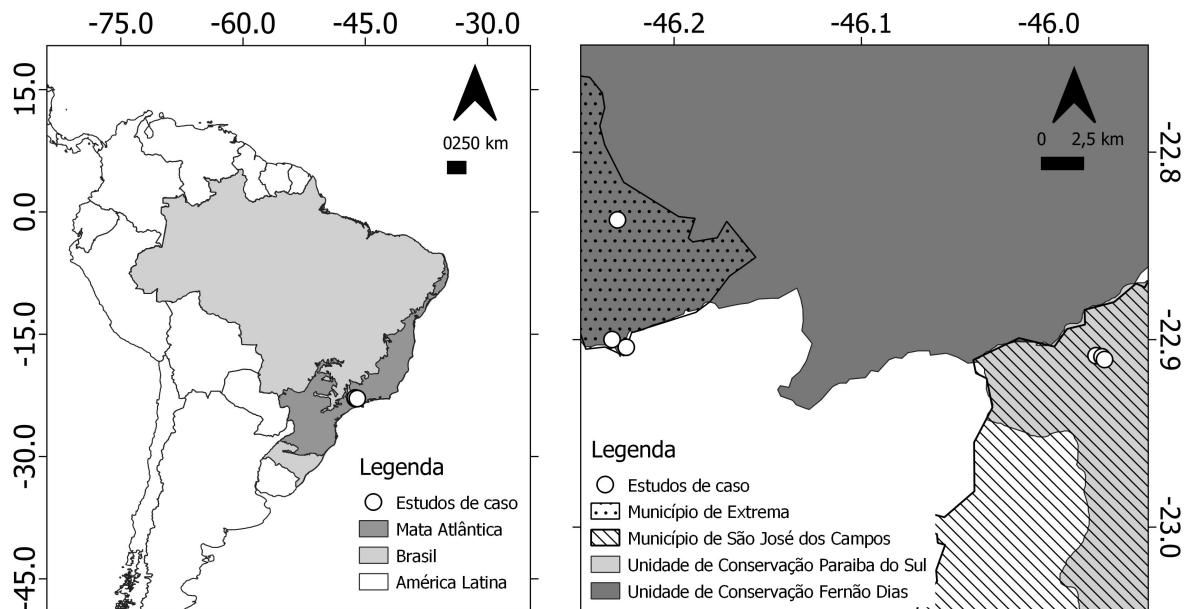 -75.0 -60.0 -45.0 -30.0
15.0
0.0
-15.0
-30.0
-45.0
0250 km
Legenda
Estudos de caso
Mata Atlântica
Brasil
América Latina
-46.2 -46.1 -46.0
-22.8
-22.9
-23.0
0 2,5 km
Legenda
Estudos de caso
Município de Extrema
Município de São José dos Campos
Unidade de Conservação Paraiba do Sul
Unidade de Conservação Fernão Dias